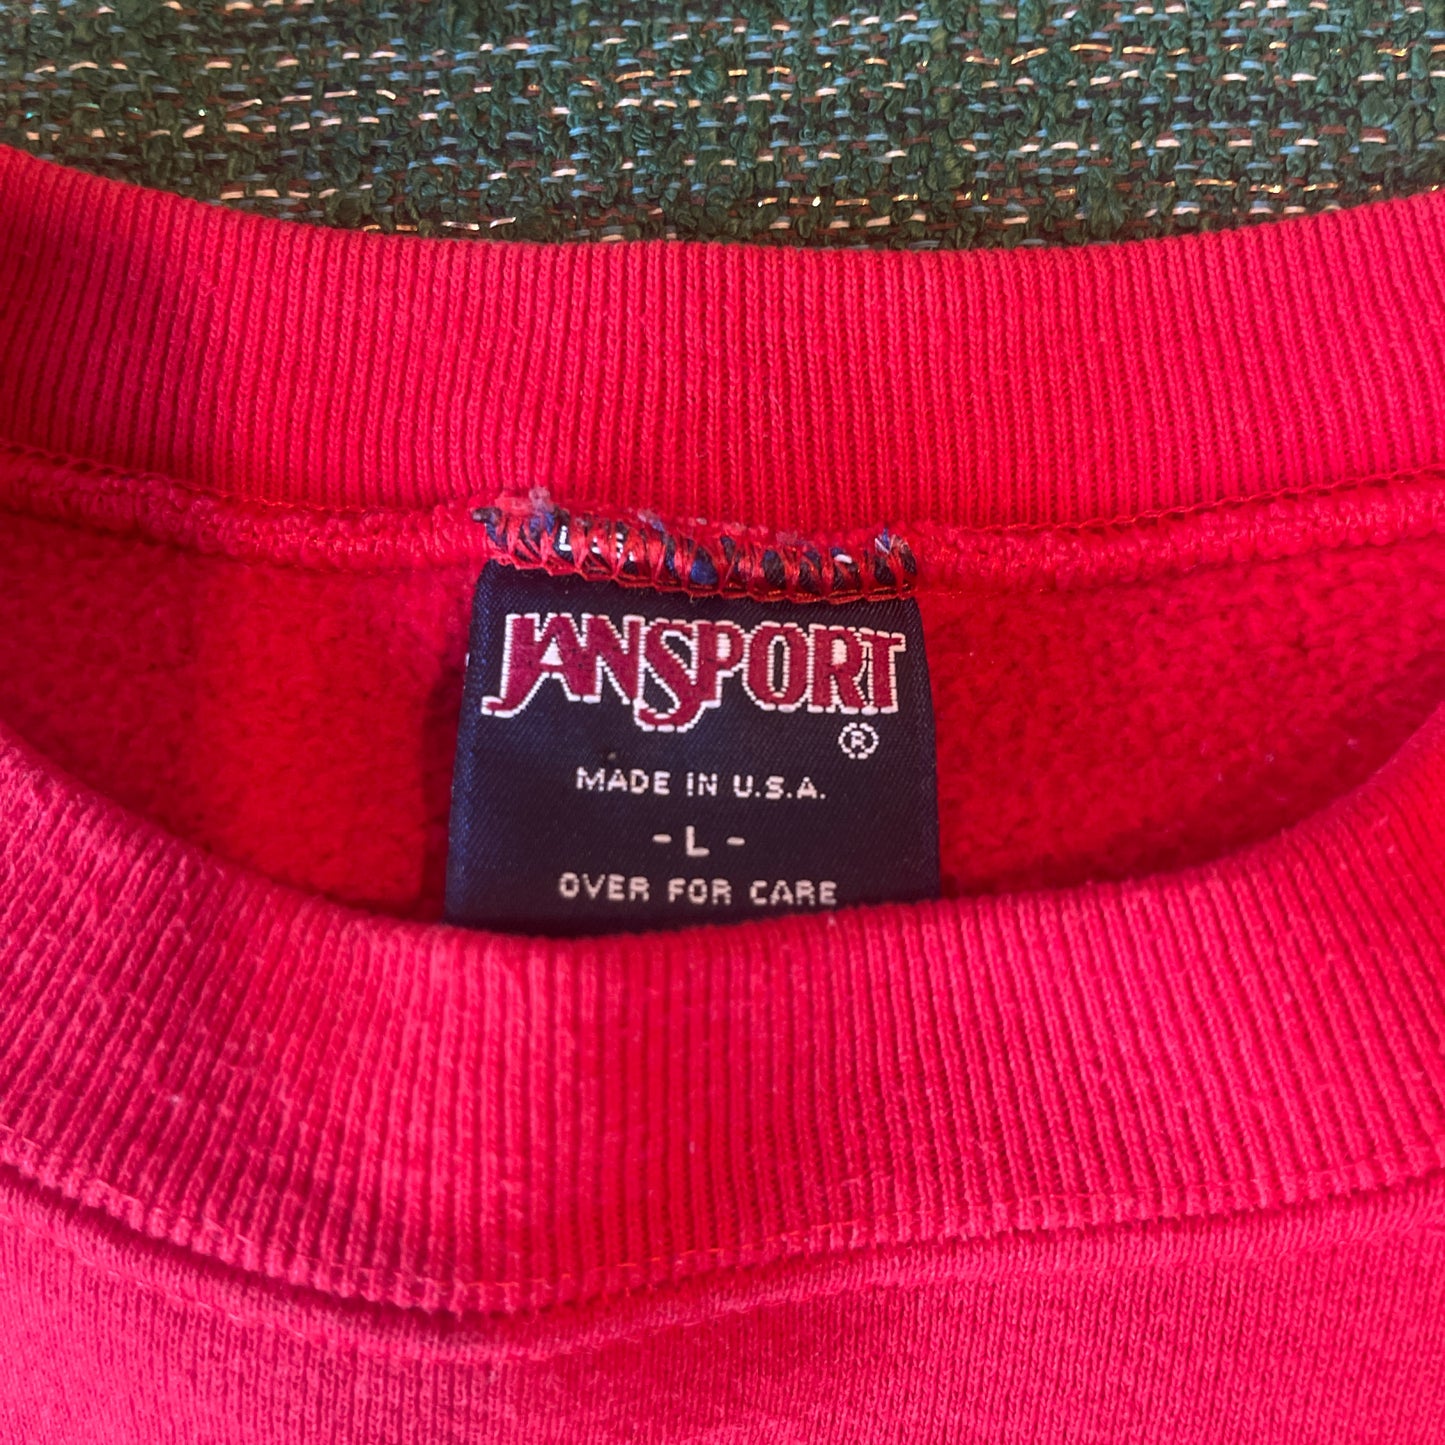 JANSPORT
®
MADE IN U.S.A.
- L -
OVER FOR CARE